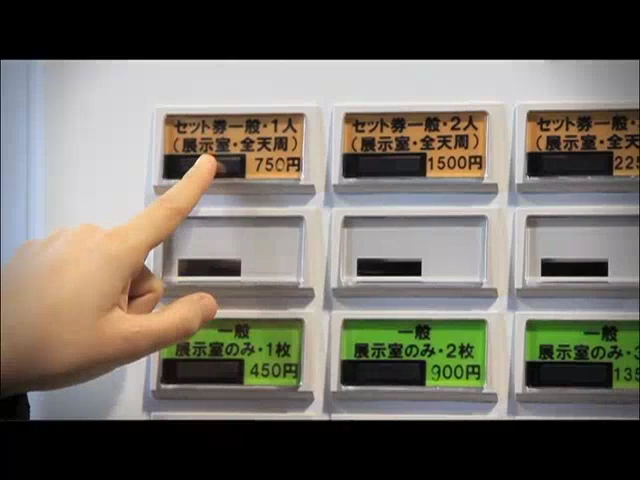 セット券一般・1人
(展示室・全天周)
750円
セット券一般・2人
(展示室・全天周)
1500円
セット券一般・
(展示室・全天
225
一般
展示室のみ・1枚
450円
一般
展示室のみ・2枚
900円
一般
展示室のみ・3
135